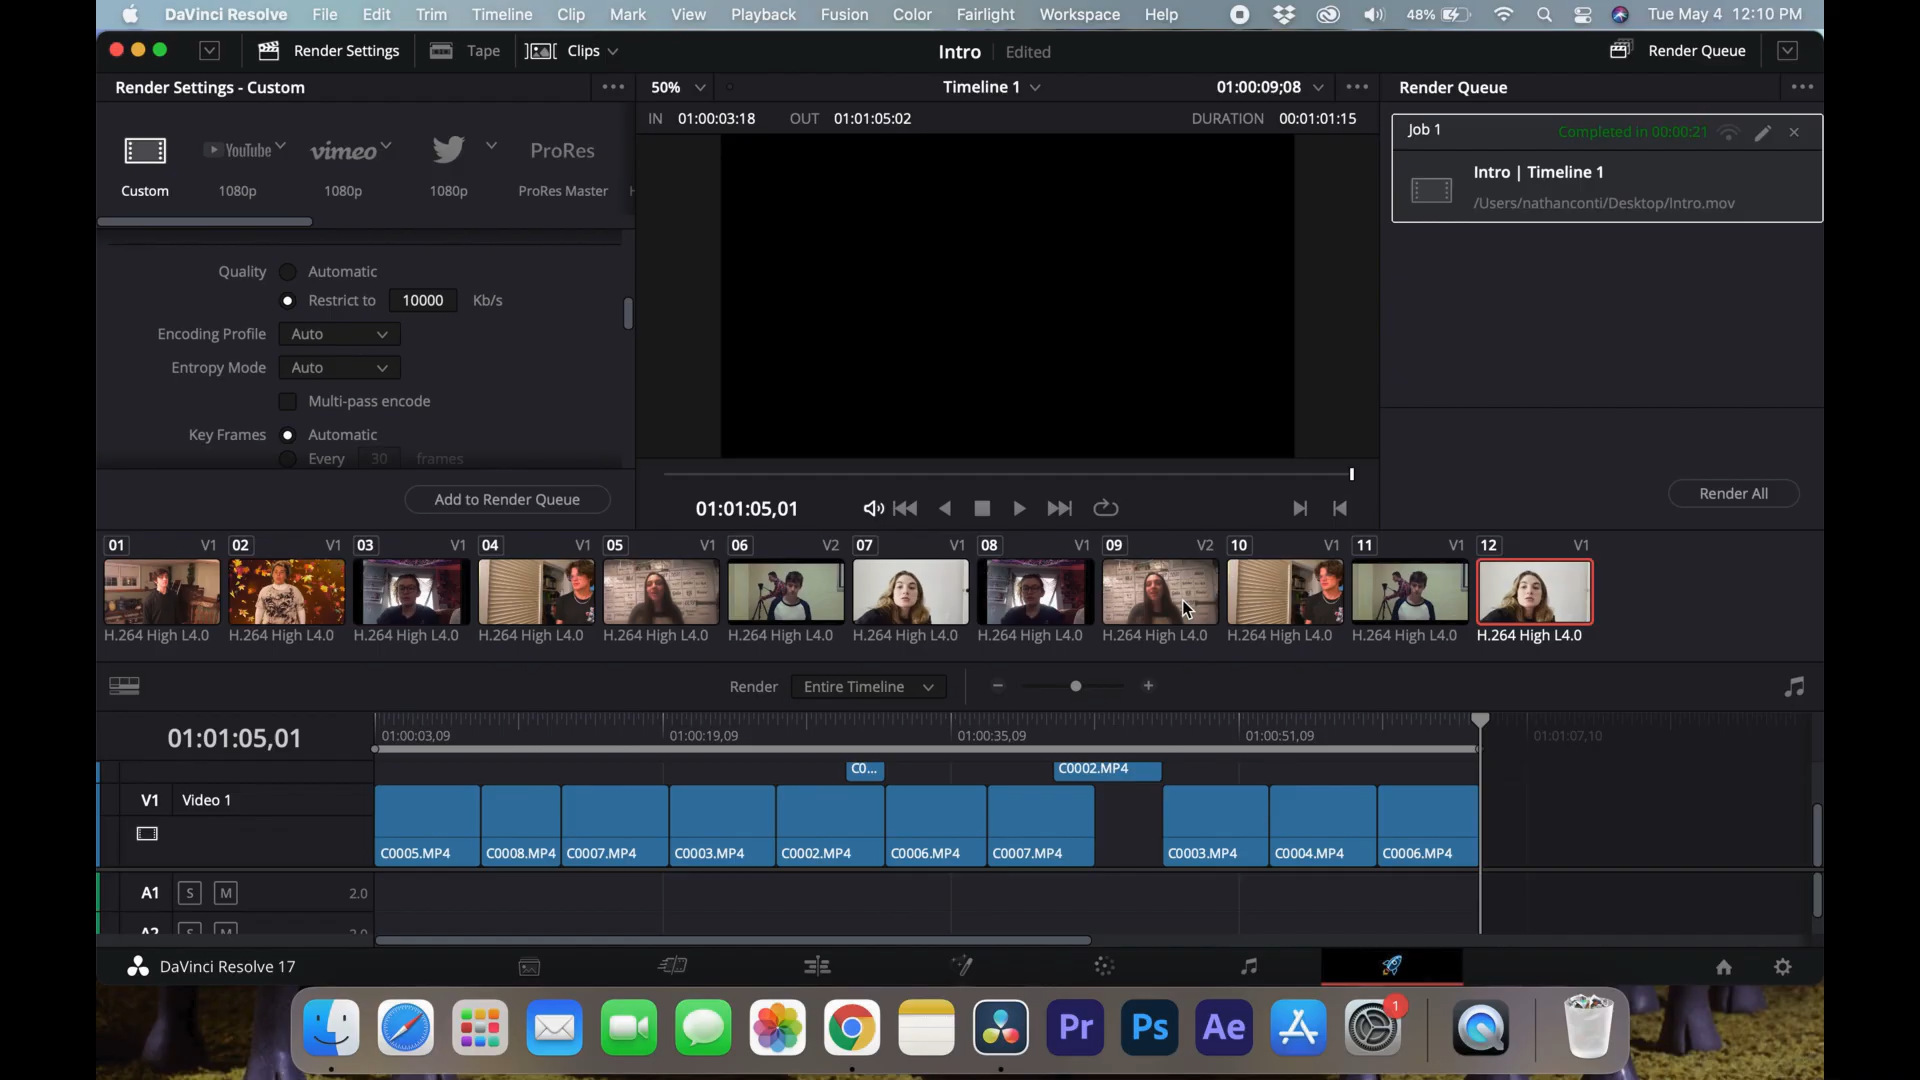 DaVinci Resolve File Edit Trim Timeline Clip Mark View Playback Fusion Color Fairlight Workspace Help 48% Tue May 4 12:10 PM
Render Settings Tape Clips Intro Edited Render Queue
Render Settings - Custom 50% Timeline 1 01:00:09;08 Render Queue
IN 01:00:03:18 OUT 01:01:05:02 DURATION 00:01:01:15
Job 1 Completed in 00:00:21
YouTube vimeo ProRes
Intro | Timeline 1
Custom 1080p 1080p 1080p ProRes Master
/Users/nathanconti/Desktop/Intro.mov
Quality Automatic
Restrict to 10000 Kb/s
Encoding Profile Auto
Entropy Mode Auto
Multi-pass encode
Key Frames Automatic
Every 30 frames
Add to Render Queue
Render All
01:01:05,01
01 V1 02 V1 03 V1 04 V1 05 V1 06 V2 07 V1 08 V1 09 V2 10 V1 11 V1 12 V1
H.264 High L4.0 H.264 High L4.0 H.264 High L4.0 H.264 High L4.0 H.264 High L4.0 H.264 High L4.0 H.264 High L4.0 H.264 High L4.0 H.264 High L4.0 H.264 High L4.0 H.264 High L4.0 H.264 High L4.0
Render Entire Timeline
01:01:05,01 01:00:03,09 01:00:19,09 01:00:35,09 01:00:51,09 01:01:07,10
C0... C0002.MP4
V1 Video 1
C0005.MP4 C0008.MP4 C0007.MP4 C0003.MP4 C0002.MP4 C0006.MP4 C0007.MP4 C0003.MP4 C0004.MP4 C0006.MP4
A1 S M 2.0
A2 S M 2.0
DaVinci Resolve 17
Pr Ps Ae 1